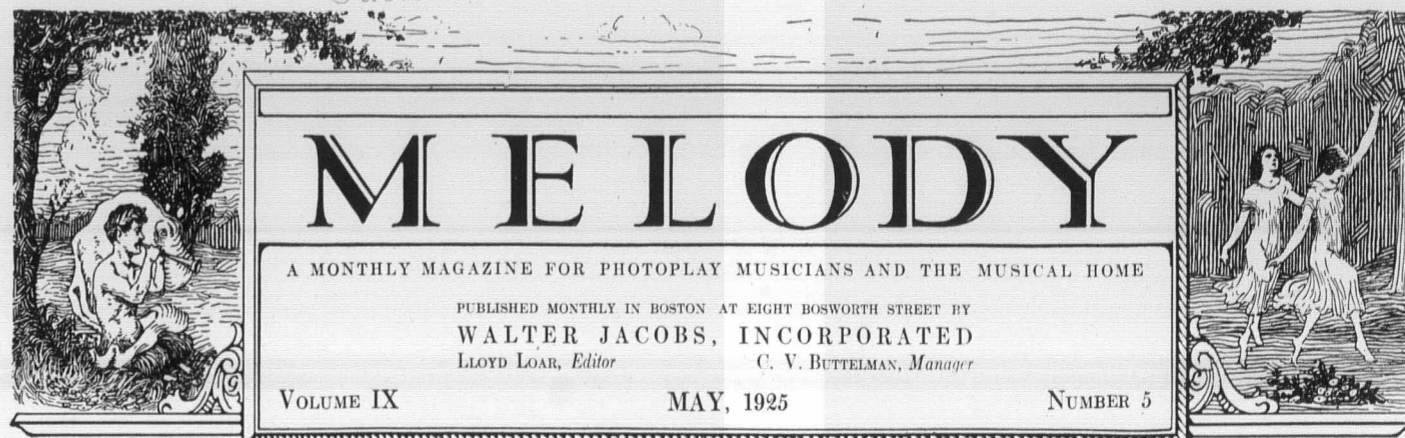 MELODY
A MONTHLY MAGAZINE FOR PHOTOPLAY MUSICIANS AND THE MUSICAL HOME
PUBLISHED MONTHLY IN BOSTON AT EIGHT BOSWORTH STREET BY
WALTER JACOBS, INCORPORATED
LLOYD LOAR, Editor C. V. BUTTELMAN, Manager
VOLUME IX MAY, 1925 NUMBER 5